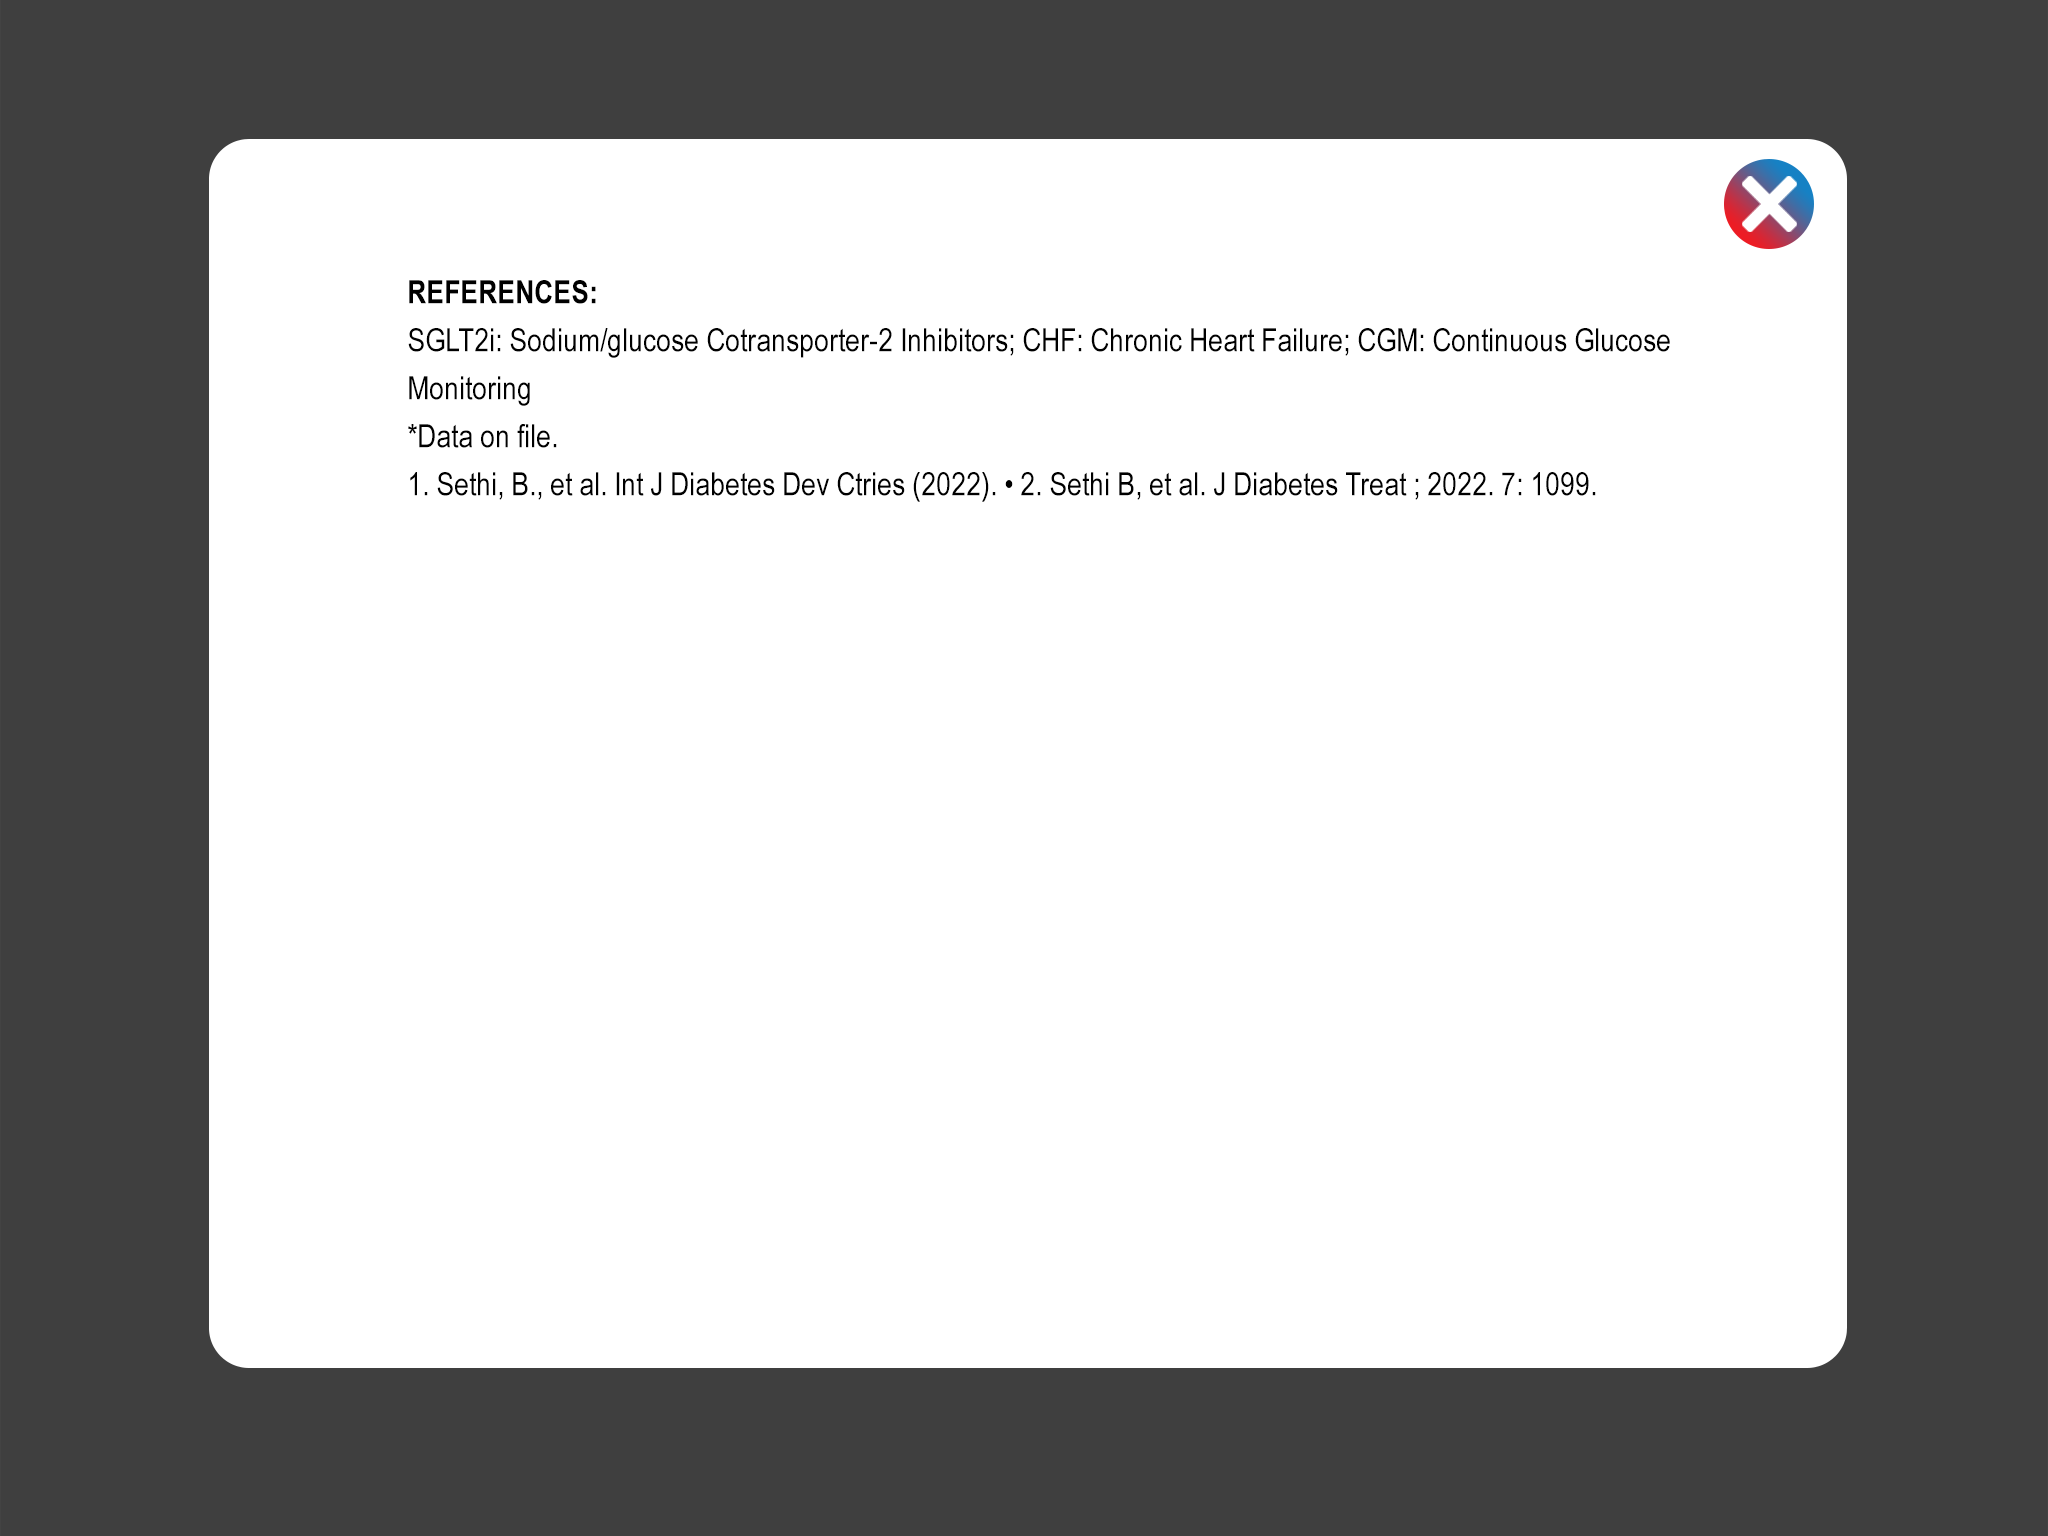 REFERENCES:
SGLT2i: Sodium/glucose Cotransporter-2 Inhibitors; CHF: Chronic Heart Failure; CGM: Continuous Glucose
Monitoring
*Data on file.
1. Sethi, B., et al. Int J Diabetes Dev Ctries (2022). • 2. Sethi B, et al. J Diabetes Treat ; 2022. 7: 1099.